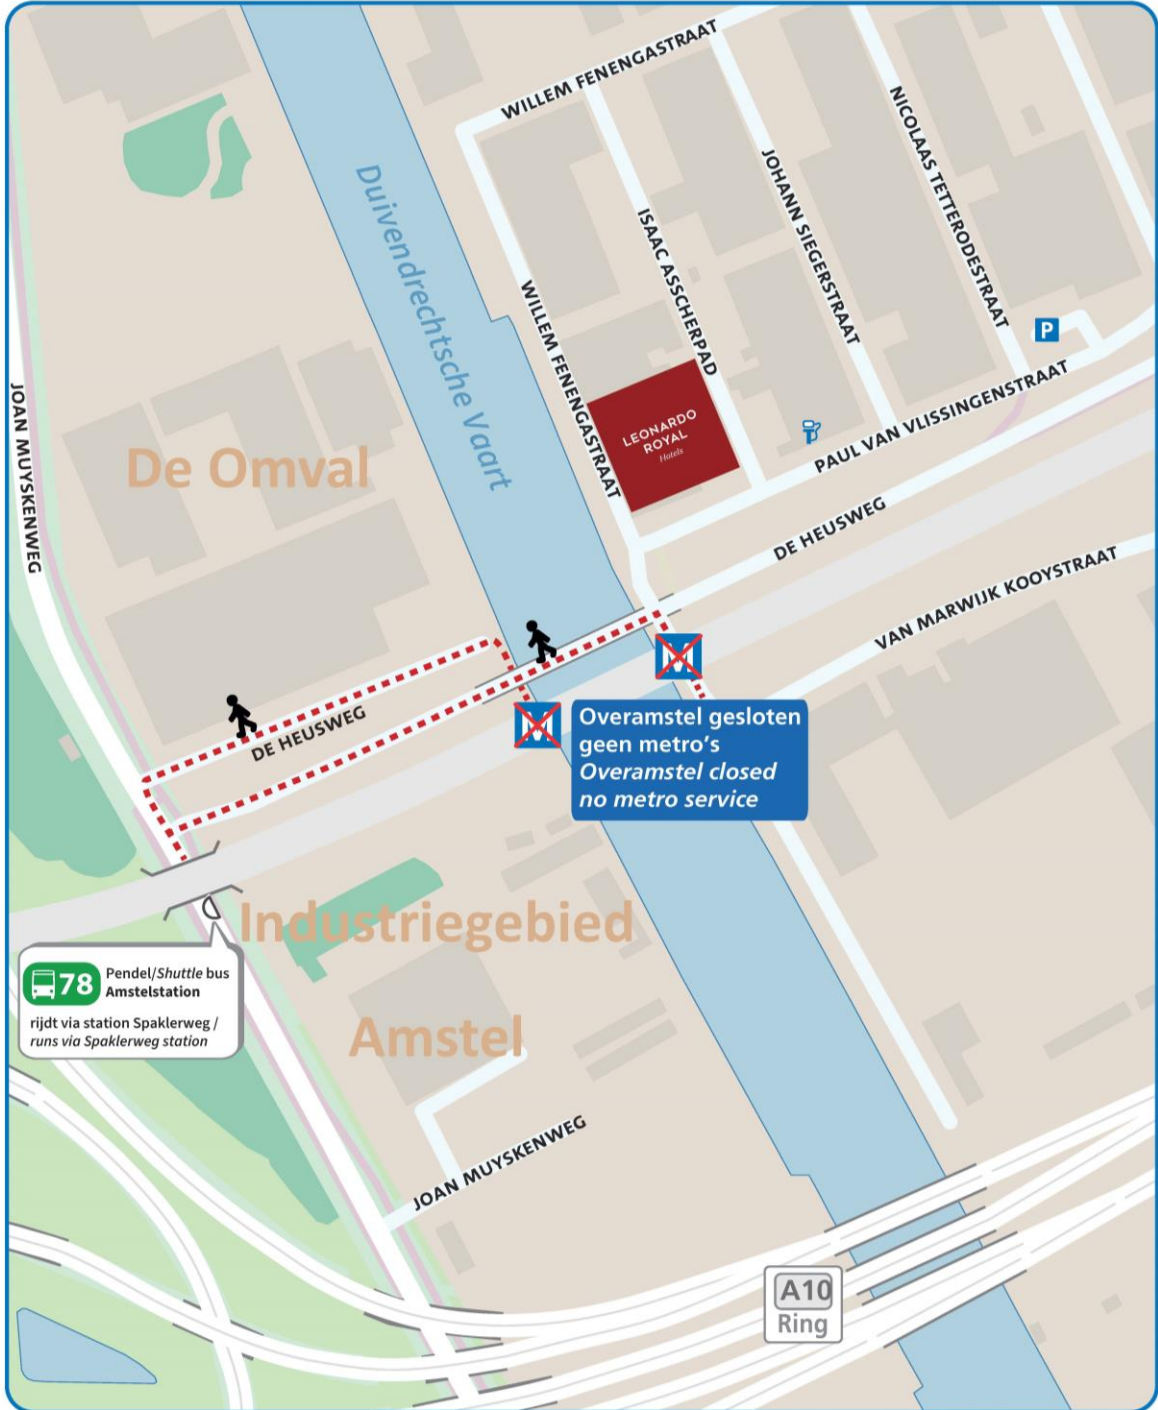 WILLEM FENENGASTRAAT
NICOLAAS TETTERODESTRAAT
JOHANN SIEGERSTRAAT
Duivendrechtsche Vaart
ISAAC ASSCHERPAD
WILLEM FENENGASTRAAT
P
JOAN MUYSKENWEG
PAUL VAN VLISSINGENSTRAAT
LEONARDO
ROYAL
Hotels
De Omval
DE HEUSWEG
VAN MARWIJK KOOYSTRAAT
M
M
DE HEUSWEG
Overamstel gesloten
geen metro's
Overamstel closed
no metro service
Industriegebied
Amstel
78 Pendel/Shuttle bus
Amstelstation
rijdt via station Spaklerweg /
runs via Spaklerweg station
JOAN MUYSKENWEG
A10
Ring